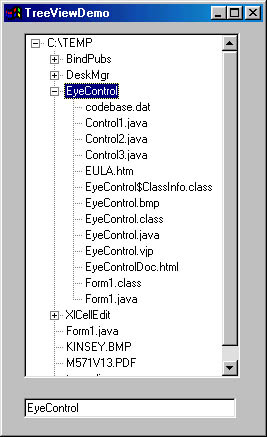 TreeViewDemo
C:\TEMP
BindPubs
DeskMgr
EyeControl
codebase.dat
Control1.java
Control2.java
Control3.java
EULA.htm
EyeControl$ClassInfo.class
EyeControl.bmp
EyeControl.class
EyeControl.java
EyeControl.vjp
EyeControlDoc.html
Form1.class
Form1.java
XlCellEdit
Form1.java
KINSEY.BMP
M571V13.PDF
EyeControl